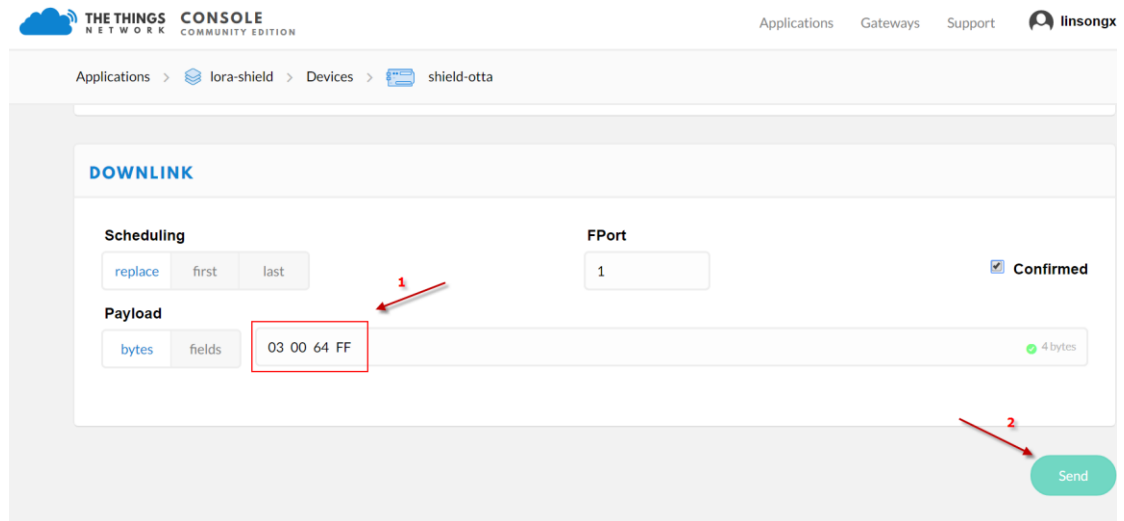 THE THINGS NETWORK CONSOLE COMMUNITY EDITION
Applications Gateways Support linsongx
Applications > lora-shield > Devices > shield-otta
DOWNLINK
Scheduling FPort
replace first last 1 Confirmed
1
Payload
bytes fields 03 00 64 FF 4 bytes
2
Send